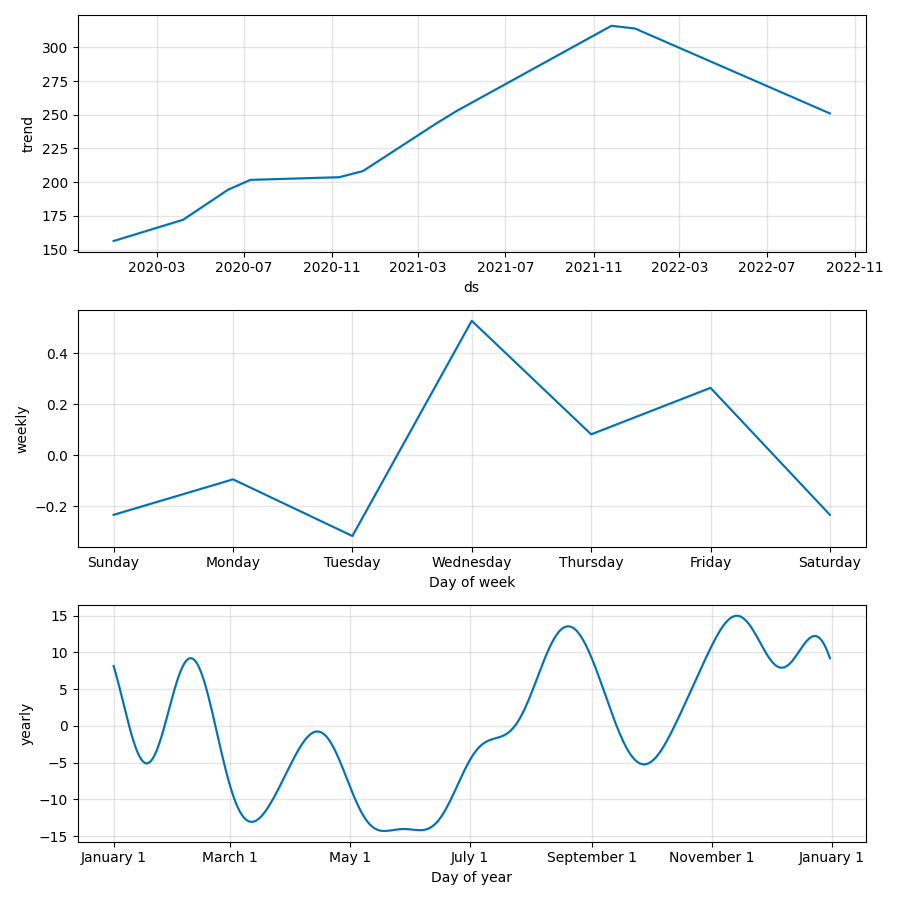 300
275
250
225
200
175
150
trend
2020-03 2020-07 2020-11 2021-03 2021-07 2021-11 2022-03 2022-07 2022-11
ds
0.4
0.2
0.0
−0.2
weekly
Sunday Monday Tuesday Wednesday Thursday Friday Saturday
Day of week
15
10
5
0
−5
−10
−15
yearly
January 1 March 1 May 1 July 1 September 1 November 1 January 1
Day of year